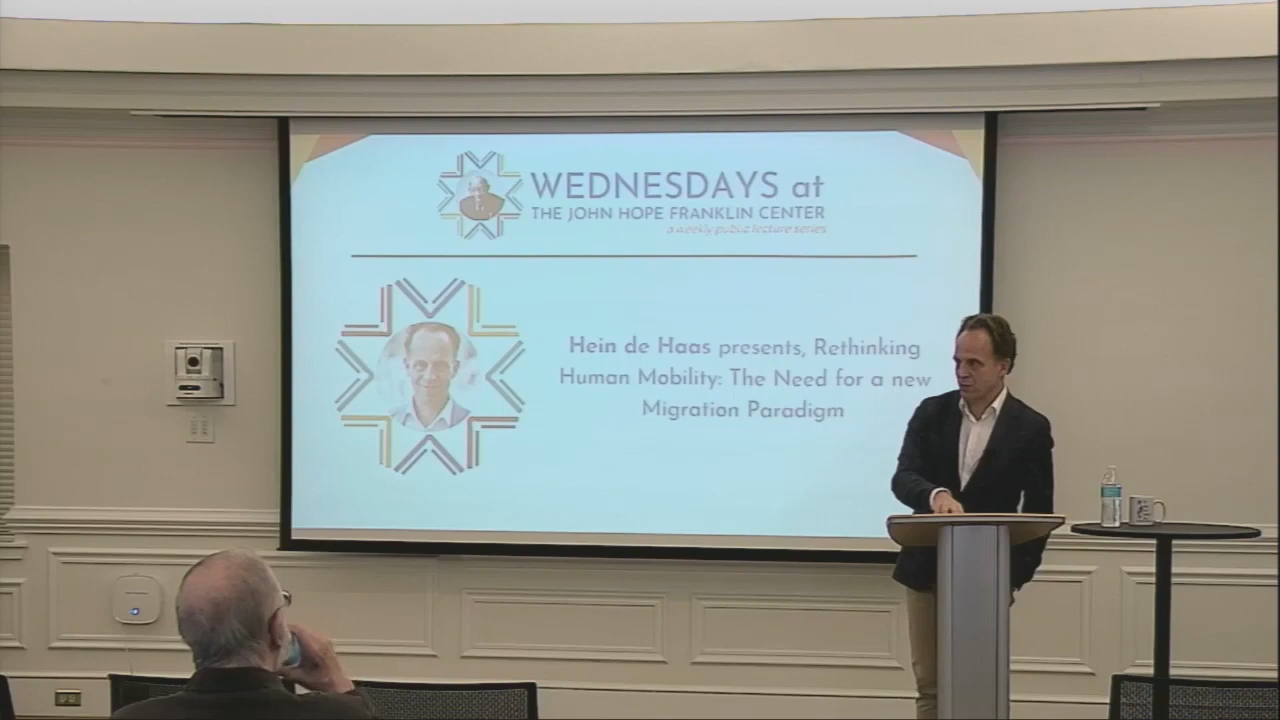 WEDNESDAYS at
THE JOHN HOPE FRANKLIN CENTER
a weekly public lecture series
Hein de Haas presents, Rethinking
Human Mobility: The Need for a new
Migration Paradigm